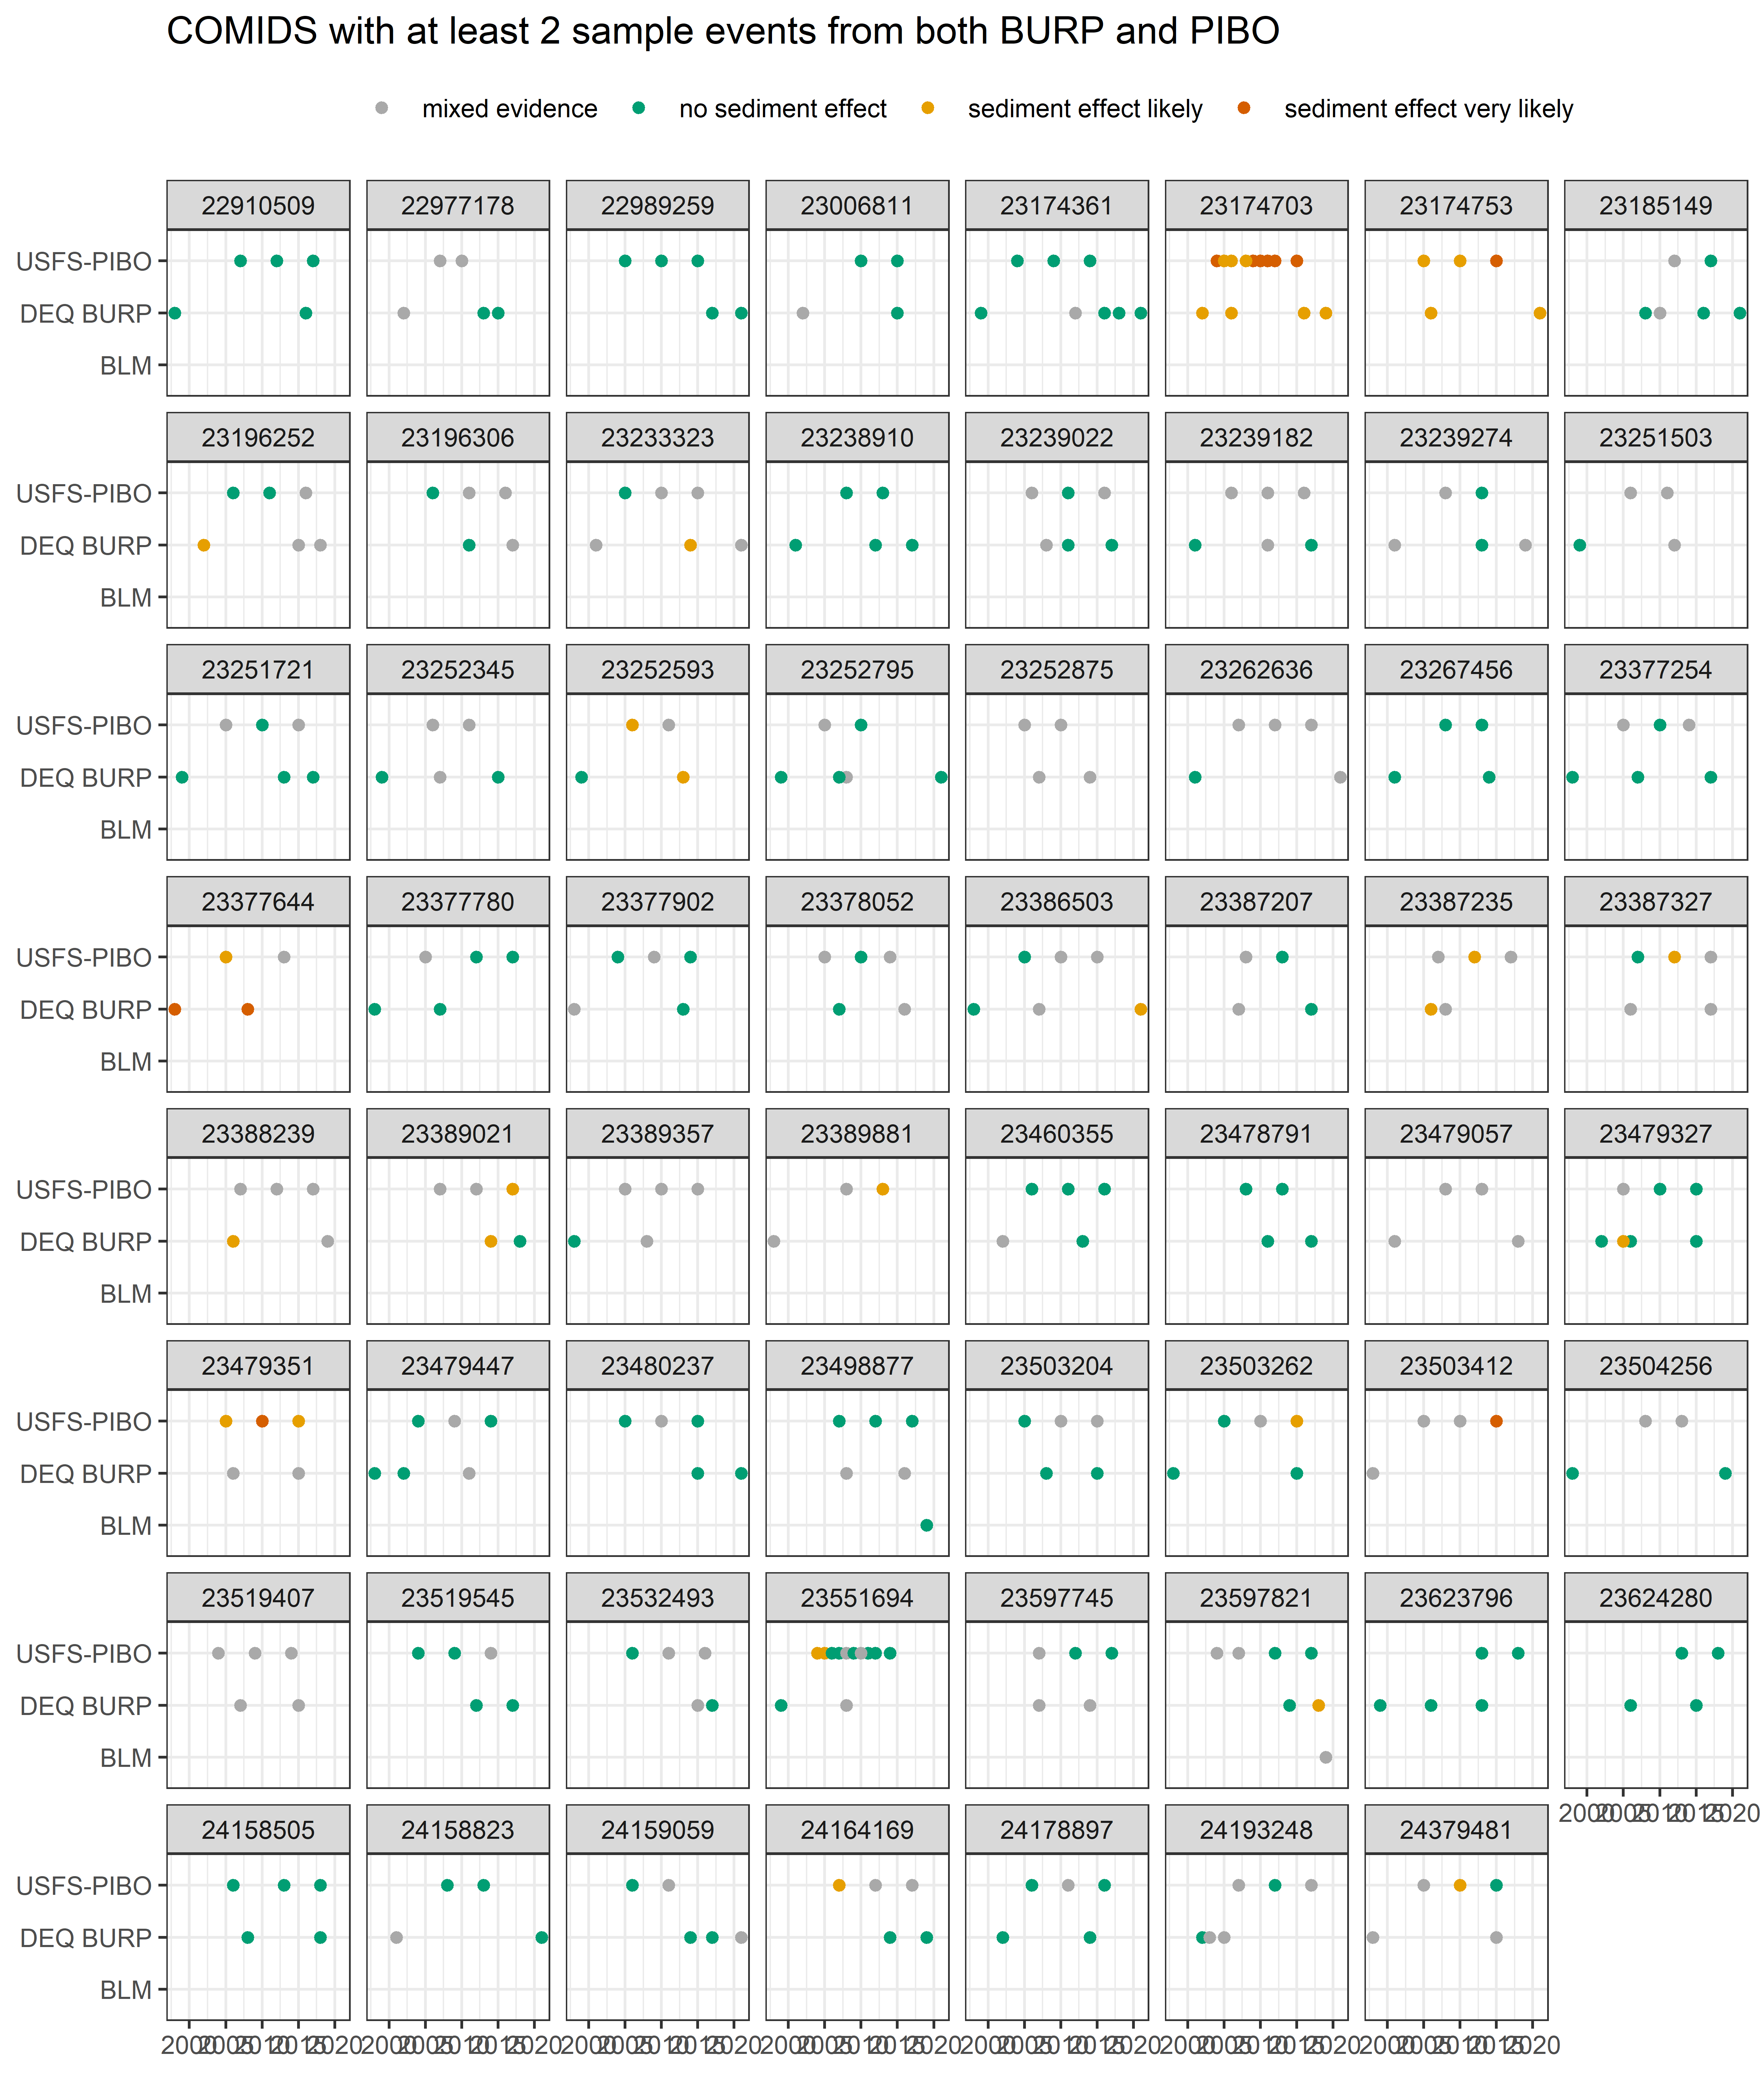 COMIDS with at least 2 sample events from both BURP and PIBO
mixed evidence no sediment effect sediment effect likely sediment effect very likely
22910509 22977178 22989259 23006811 23174361 23174703 23174753 23185149
USFS-PIBO
DEQ BURP
BLM
23196252 23196306 23233323 23238910 23239022 23239182 23239274 23251503
USFS-PIBO
DEQ BURP
BLM
23251721 23252345 23252593 23252795 23252875 23262636 23267456 23377254
USFS-PIBO
DEQ BURP
BLM
23377644 23377780 23377902 23378052 23386503 23387207 23387235 23387327
USFS-PIBO
DEQ BURP
BLM
23388239 23389021 23389357 23389881 23460355 23478791 23479057 23479327
USFS-PIBO
DEQ BURP
BLM
23479351 23479447 23480237 23498877 23503204 23503262 23503412 23504256
USFS-PIBO
DEQ BURP
BLM
23519407 23519545 23532493 23551694 23597745 23597821 23623796 23624280
USFS-PIBO
DEQ BURP
BLM
2000 2005 2010 2015 2020
24158505 24158823 24159059 24164169 24178897 24193248 24379481
USFS-PIBO
DEQ BURP
BLM
2000 2005 2010 2015 2020 2000 2005 2010 2015 2020 2000 2005 2010 2015 2020 2000 2005 2010 2015 2020 2000 2005 2010 2015 2020 2000 2005 2010 2015 2020 2000 2005 2010 2015 2020